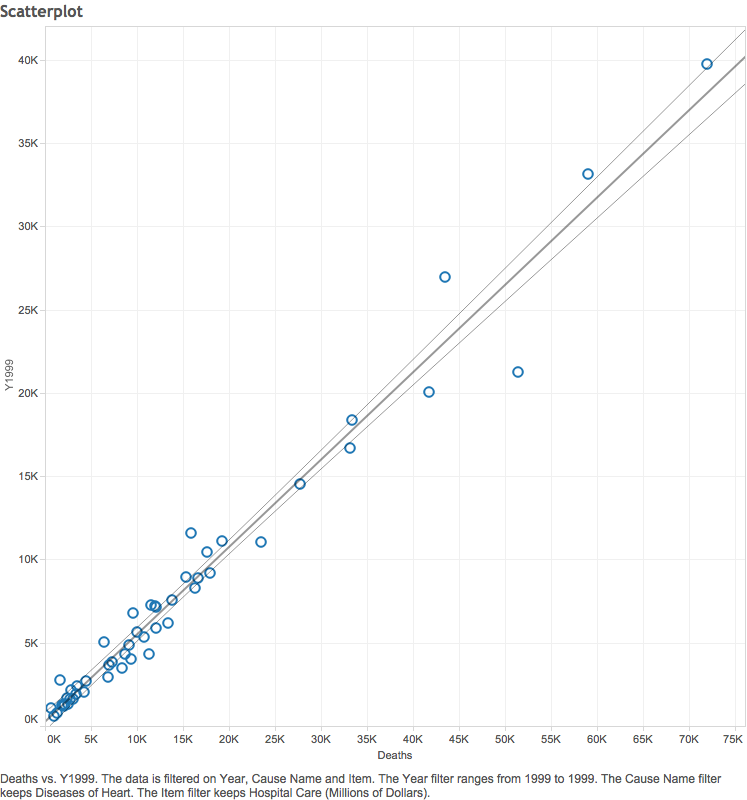 Scatterplot
40K
35K
30K
25K
20K
15K
10K
5K
0K
Y1999
0K 5K 10K 15K 20K 25K 30K 35K 40K 45K 50K 55K 60K 65K 70K 75K
Deaths
Deaths vs. Y1999. The data is filtered on Year, Cause Name and Item. The Year filter ranges from 1999 to 1999. The Cause Name filter
keeps Diseases of Heart. The Item filter keeps Hospital Care (Millions of Dollars).